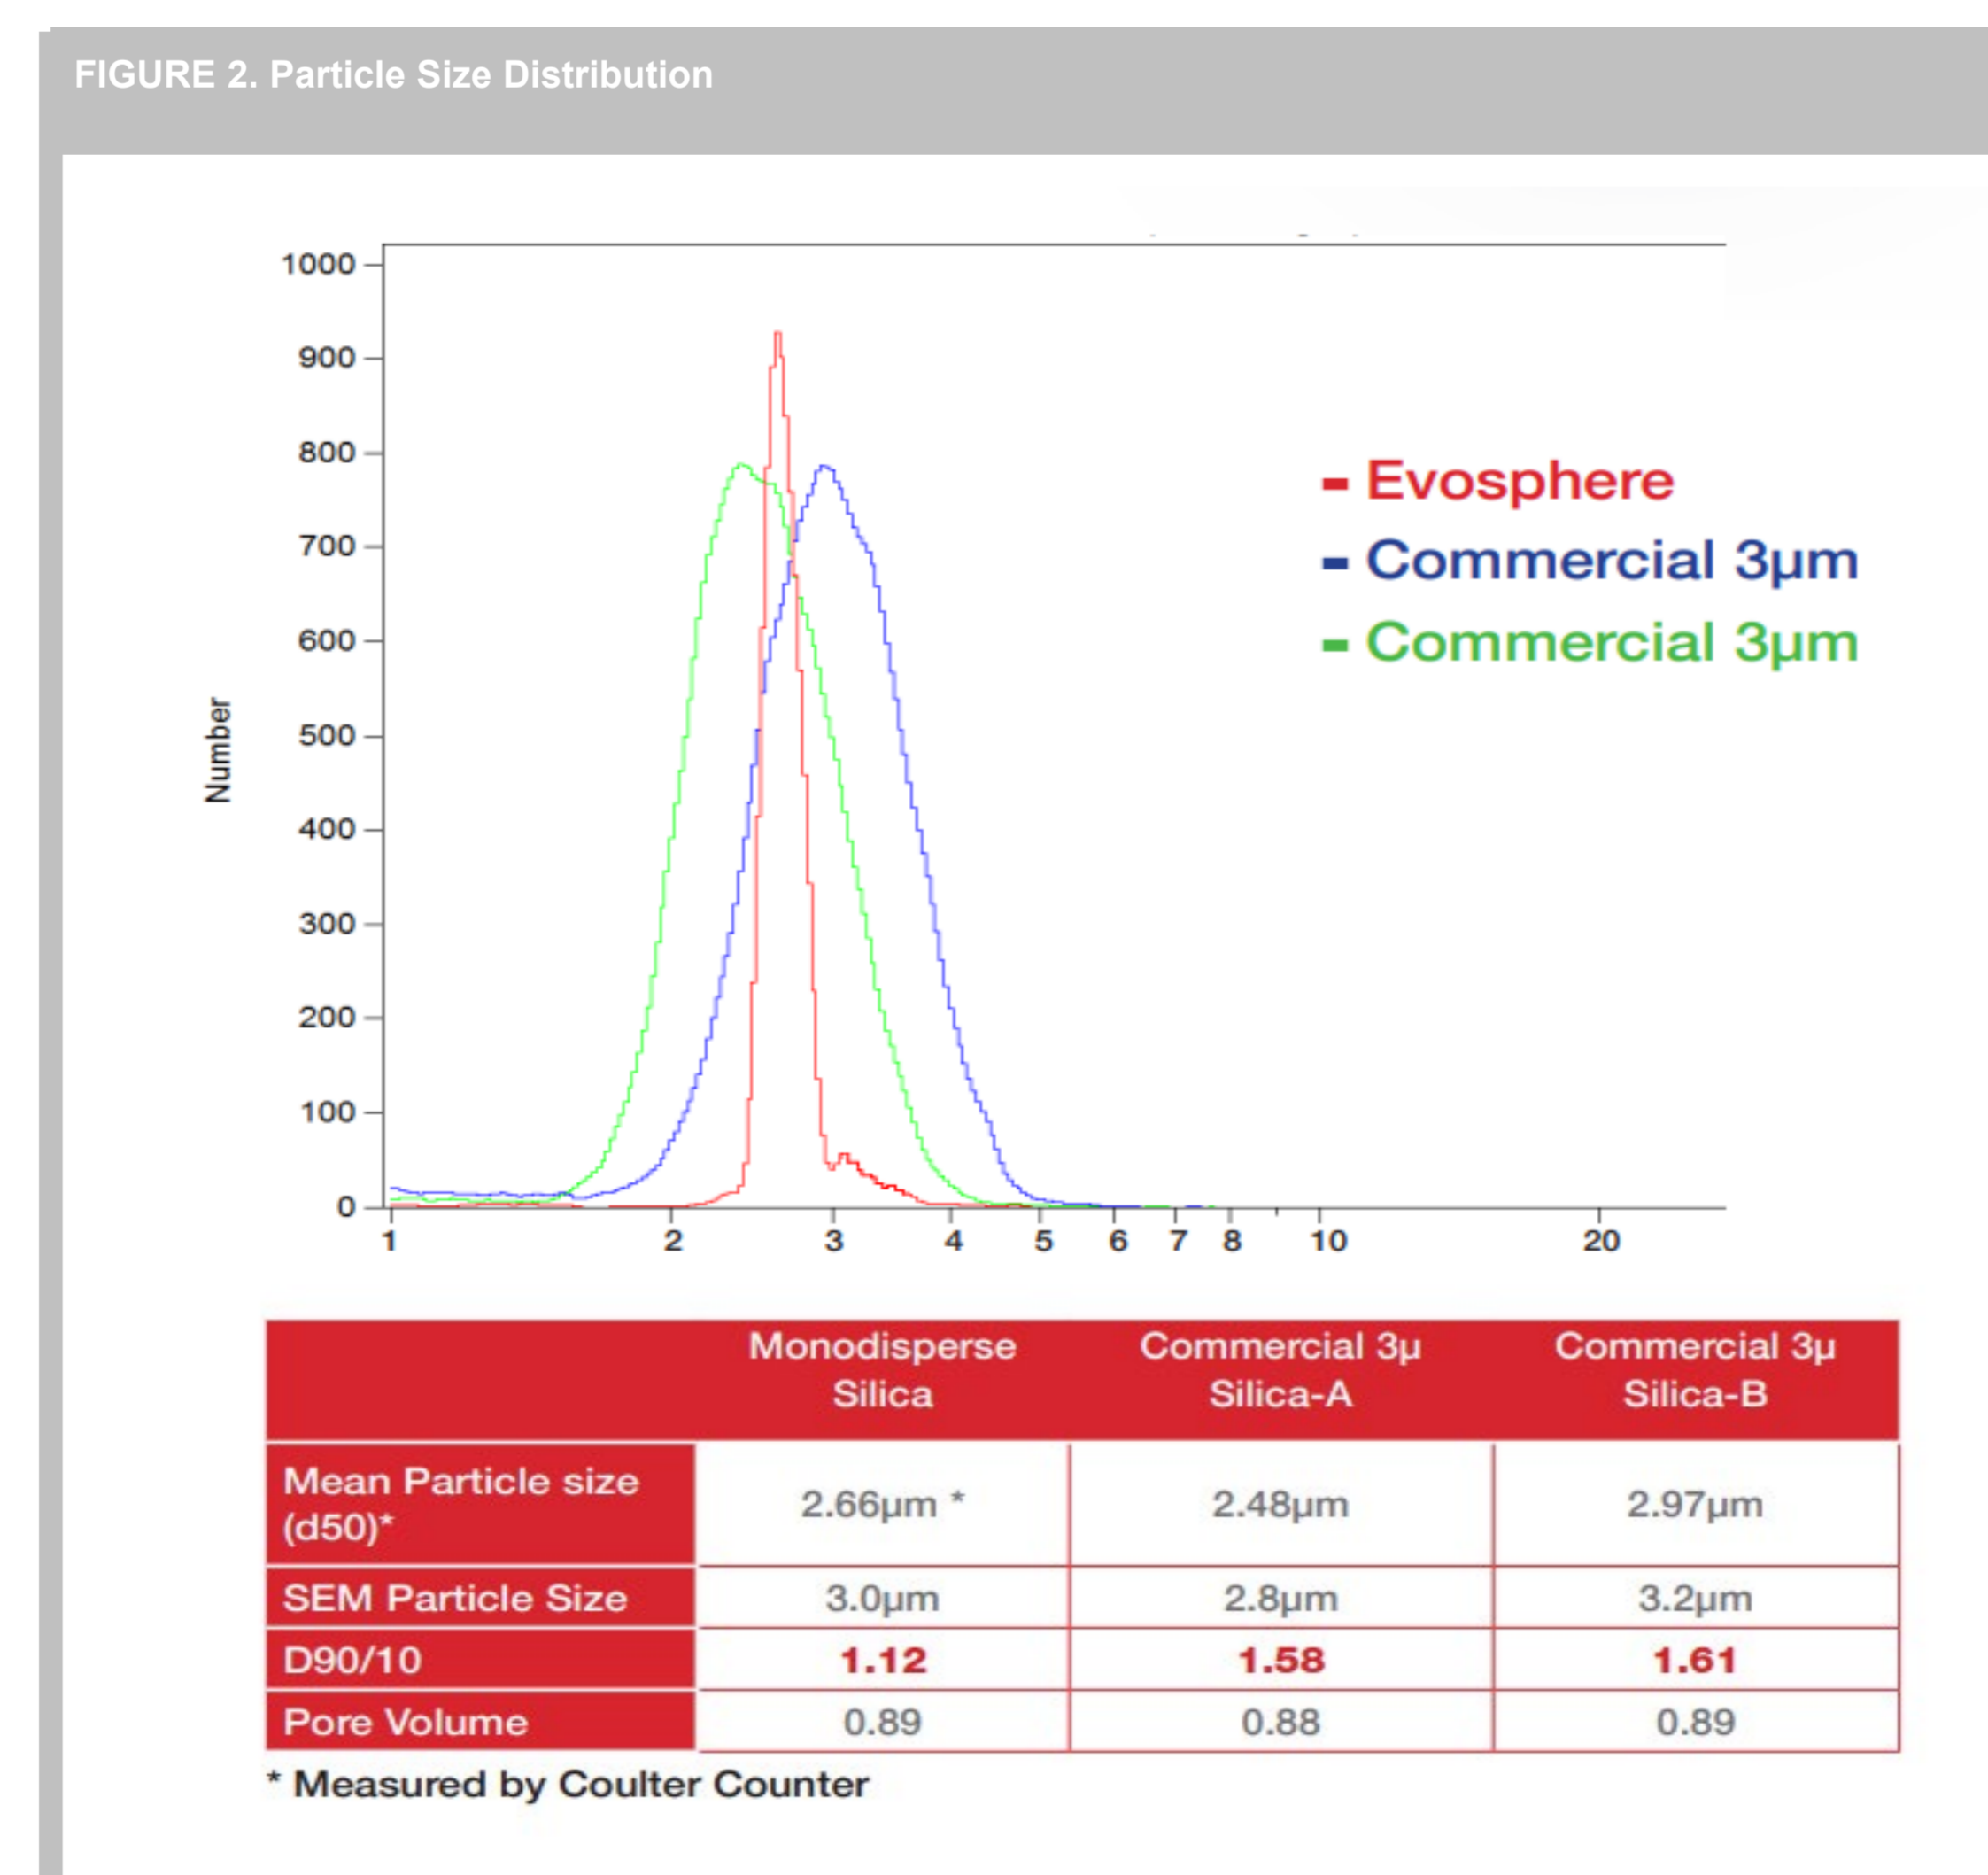 FIGURE 2. Particle Size Distribution
1000
900
800
700
600
500
400
300
200
100
0
Number
- Evosphere
- Commercial 3µm
- Commercial 3µm
1 2 3 4 5 6 7 8 10 20
Monodisperse Commercial 3µ Commercial 3µ
Silica Silica-A Silica-B
Mean Particle size
(d50)*
2.66µm * 2.48µm 2.97µm
SEM Particle Size 3.0µm 2.8µm 3.2µm
D90/10 1.12 1.58 1.61
Pore Volume 0.89 0.88 0.89
* Measured by Coulter Counter